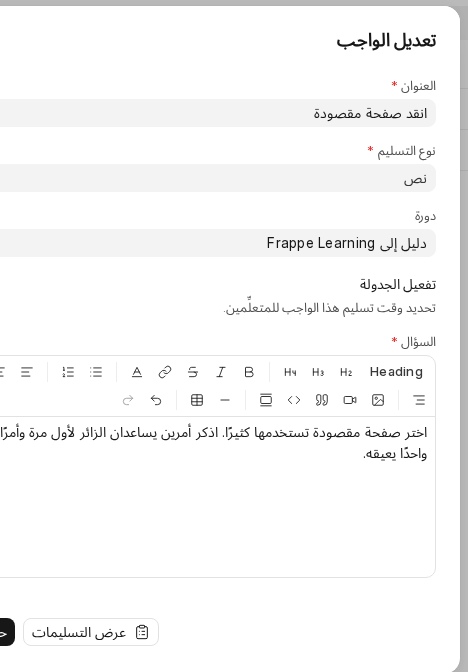 تعديل الواجب
العنوان *
انقد صفحة مقصودة
نوع التسليم *
نص
دورة
دليل إلى Frappe Learning
تفعيل الجدولة
تحديد وقت تسليم هذا الواجب للمتعلِّمين.
السؤال *
Heading H2 H3 H4
اختر صفحة مقصودة تستخدمها كثيرًا. اذكر أمرين يساعدان الزائر لأول مرة وأمرًا
واحدًا يعيقه.
عرض التسليمات